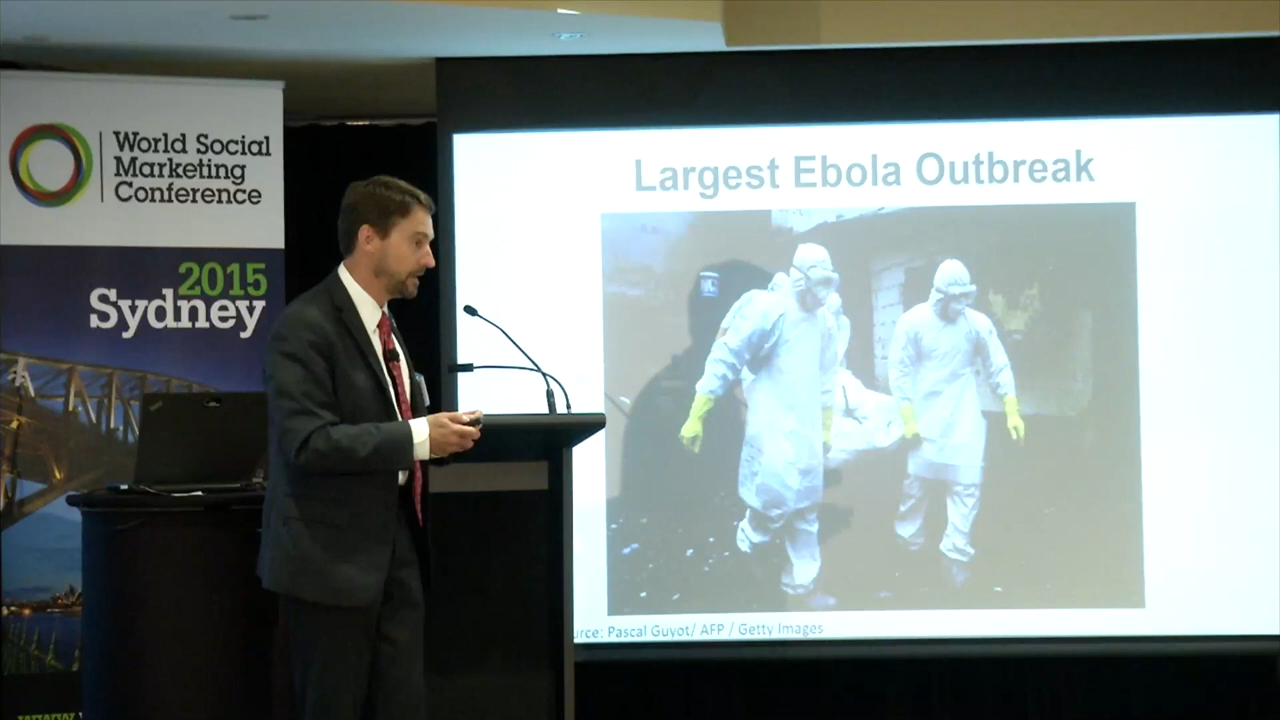 World Social
Marketing
Conference
2015
Sydney
Largest Ebola Outbreak
urce: Pascal Guyot/ AFP / Getty Images